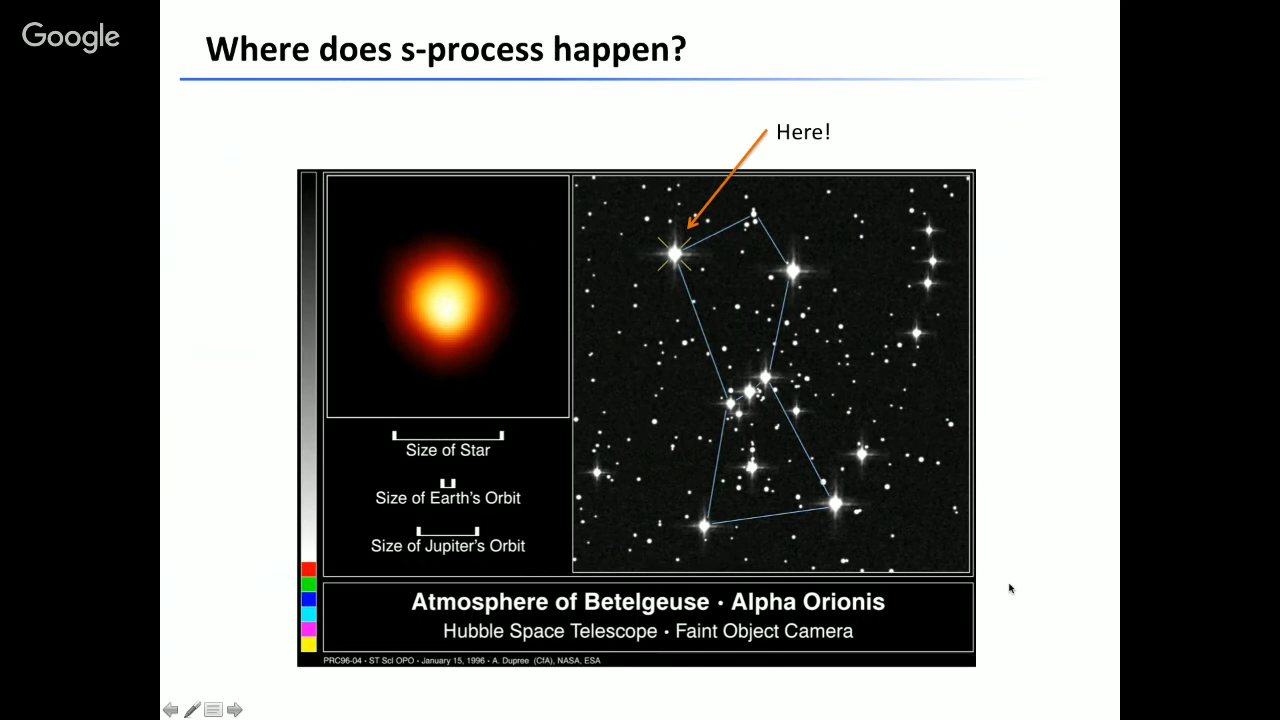 Google
Where does s-process happen?
Here!
Size of Star
Size of Earth's Orbit
Size of Jupiter's Orbit
Atmosphere of Betelgeuse · Alpha Orionis
Hubble Space Telescope · Faint Object Camera
PRC96-04 · ST ScI OPO · January 15, 1996 · A. Dupree (CfA), NASA, ESA